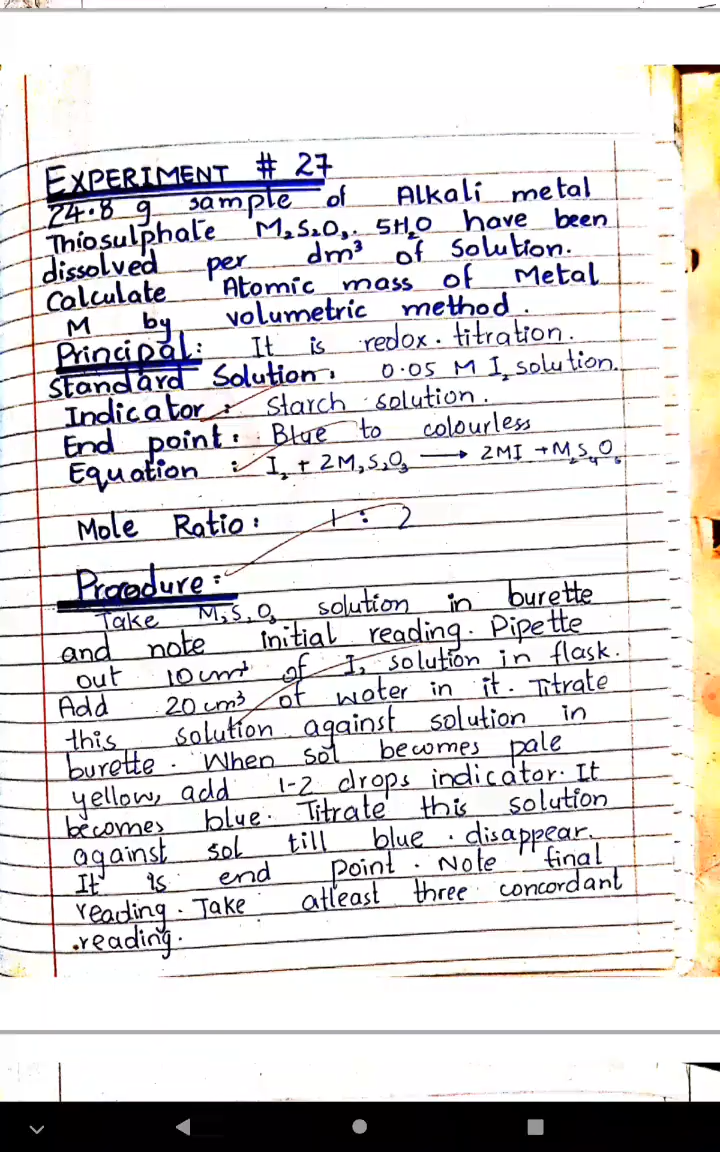 EXPERIMENT # 27
24.8 g sample of Alkali metal
Thiosulphate M₂S₂O₃. 5H₂O have been
dissolved per dm³ of solution.
Calculate Atomic mass of Metal
M by volumetric method.
Principal: It is redox. titration.
Standard Solution: 0.05 M I₂ solution.
Indicator: Starch solution.
End point: Blue to colourless
Equation: I₂ + 2M₂S₂O₃ → 2MI + M₂S₄O₆
Mole Ratio: 1 : 2
Procedure:
Take M₂S₂O₃ solution in burette
and note initial reading. Pipette
out 10cm³ of I₂ solution in flask.
Add 20cm³ of water in it. Titrate
this solution against solution in
burette. When sol becomes pale
yellow, add 1-2 drops indicator. It
becomes blue. Titrate this solution
against sol till blue. disappear.
It is end point. Note final
reading. Take atleast three concordant
.reading.